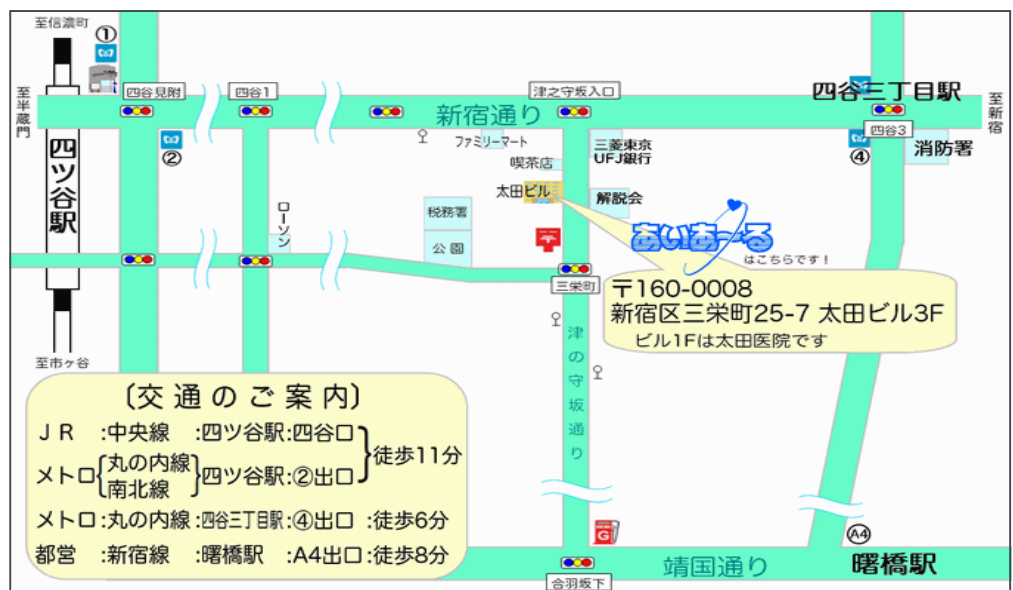 至信濃町
①
至半蔵門
四谷見附
四谷1
津之守坂入口
四谷三丁目駅
至新宿
新宿通り
四谷3
②
ファミリーマート
三菱東京
UFJ銀行
④
消防署
喫茶店
四ツ谷駅
太田ビル
解説会
ローソン
税務署
公園
〒
あいあ～る
はこちらです!
三栄町
〒160-0008
新宿区三栄町25-7 太田ビル3F
ビル1Fは太田医院です
至市ヶ谷
津の守坂通り
〔交通のご案内〕
JR :中央線 :四ツ谷駅:四谷口
メトロ{丸の内線 南北線}四ツ谷駅:②出口
}徒歩11分
メトロ:丸の内線:四谷三丁目駅:④出口 :徒歩6分
都営 :新宿線 :曙橋駅 :A4出口:徒歩8分
G
A4
靖国通り
曙橋駅
合羽坂下